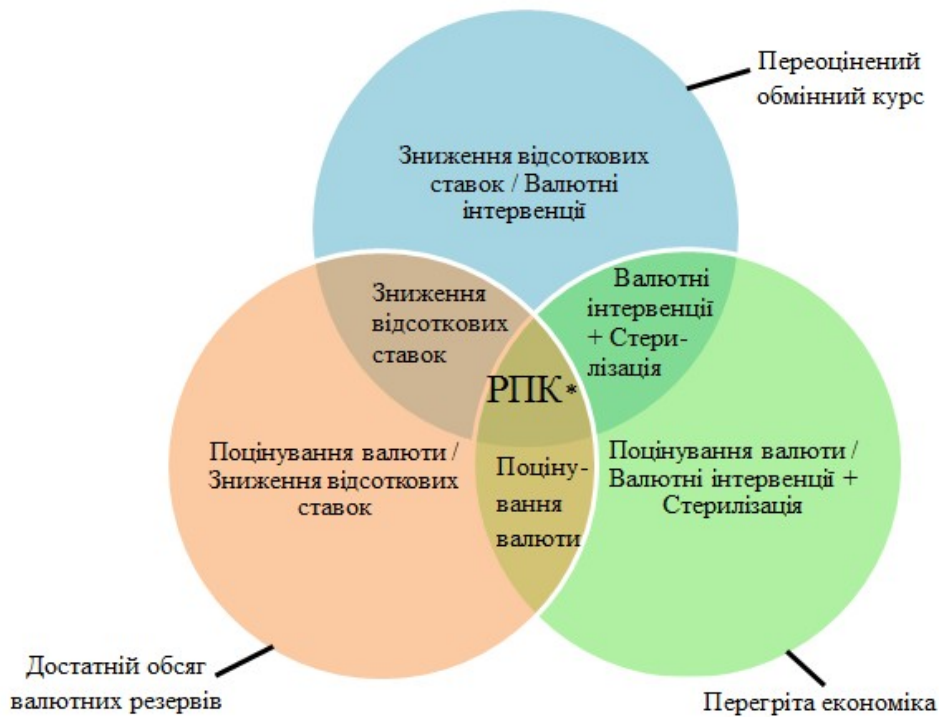 Переоцінений
обмінний курс
Зниження відсоткових
ставок / Валютні
інтервенції
Зниження
відсоткових
ставок
Валютні
інтервенції
+ Стери-
лізація
РПК*
Поцінування валюти /
Зниження відсоткових
ставок
Поціну-
вання
валюти
Поцінування валюти /
Валютні інтервенції +
Стерилізація
Достатній обсяг
валютних резервів
Перегріта економіка